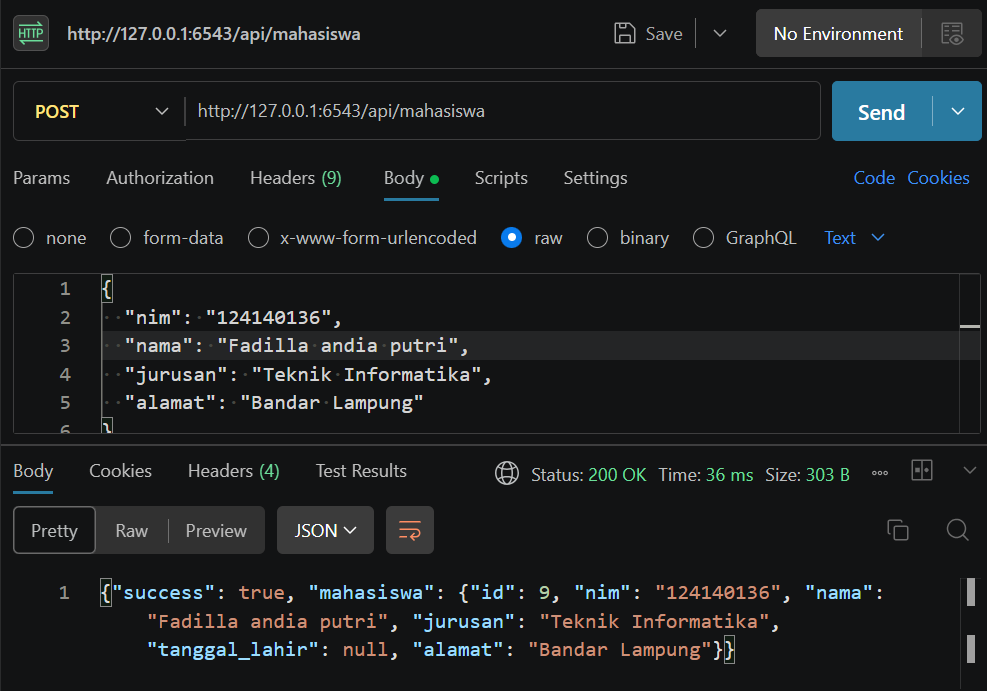 HTTP http://127.0.0.1:6543/api/mahasiswa Save No Environment
POST http://127.0.0.1:6543/api/mahasiswa Send
Params Authorization Headers (9) Body Scripts Settings Code Cookies
none form-data x-www-form-urlencoded raw binary GraphQL Text
1 {
2 "nim": "124140136",
3 "nama": "Fadilla andia putri",
4 "jurusan": "Teknik Informatika",
5 "alamat": "Bandar Lampung"
6 }
Body Cookies Headers (4) Test Results Status: 200 OK Time: 36 ms Size: 303 B
Pretty Raw Preview JSON
1 {"success": true, "mahasiswa": {"id": 9, "nim": "124140136", "nama":
"Fadilla andia putri", "jurusan": "Teknik Informatika",
"tanggal_lahir": null, "alamat": "Bandar Lampung"}}